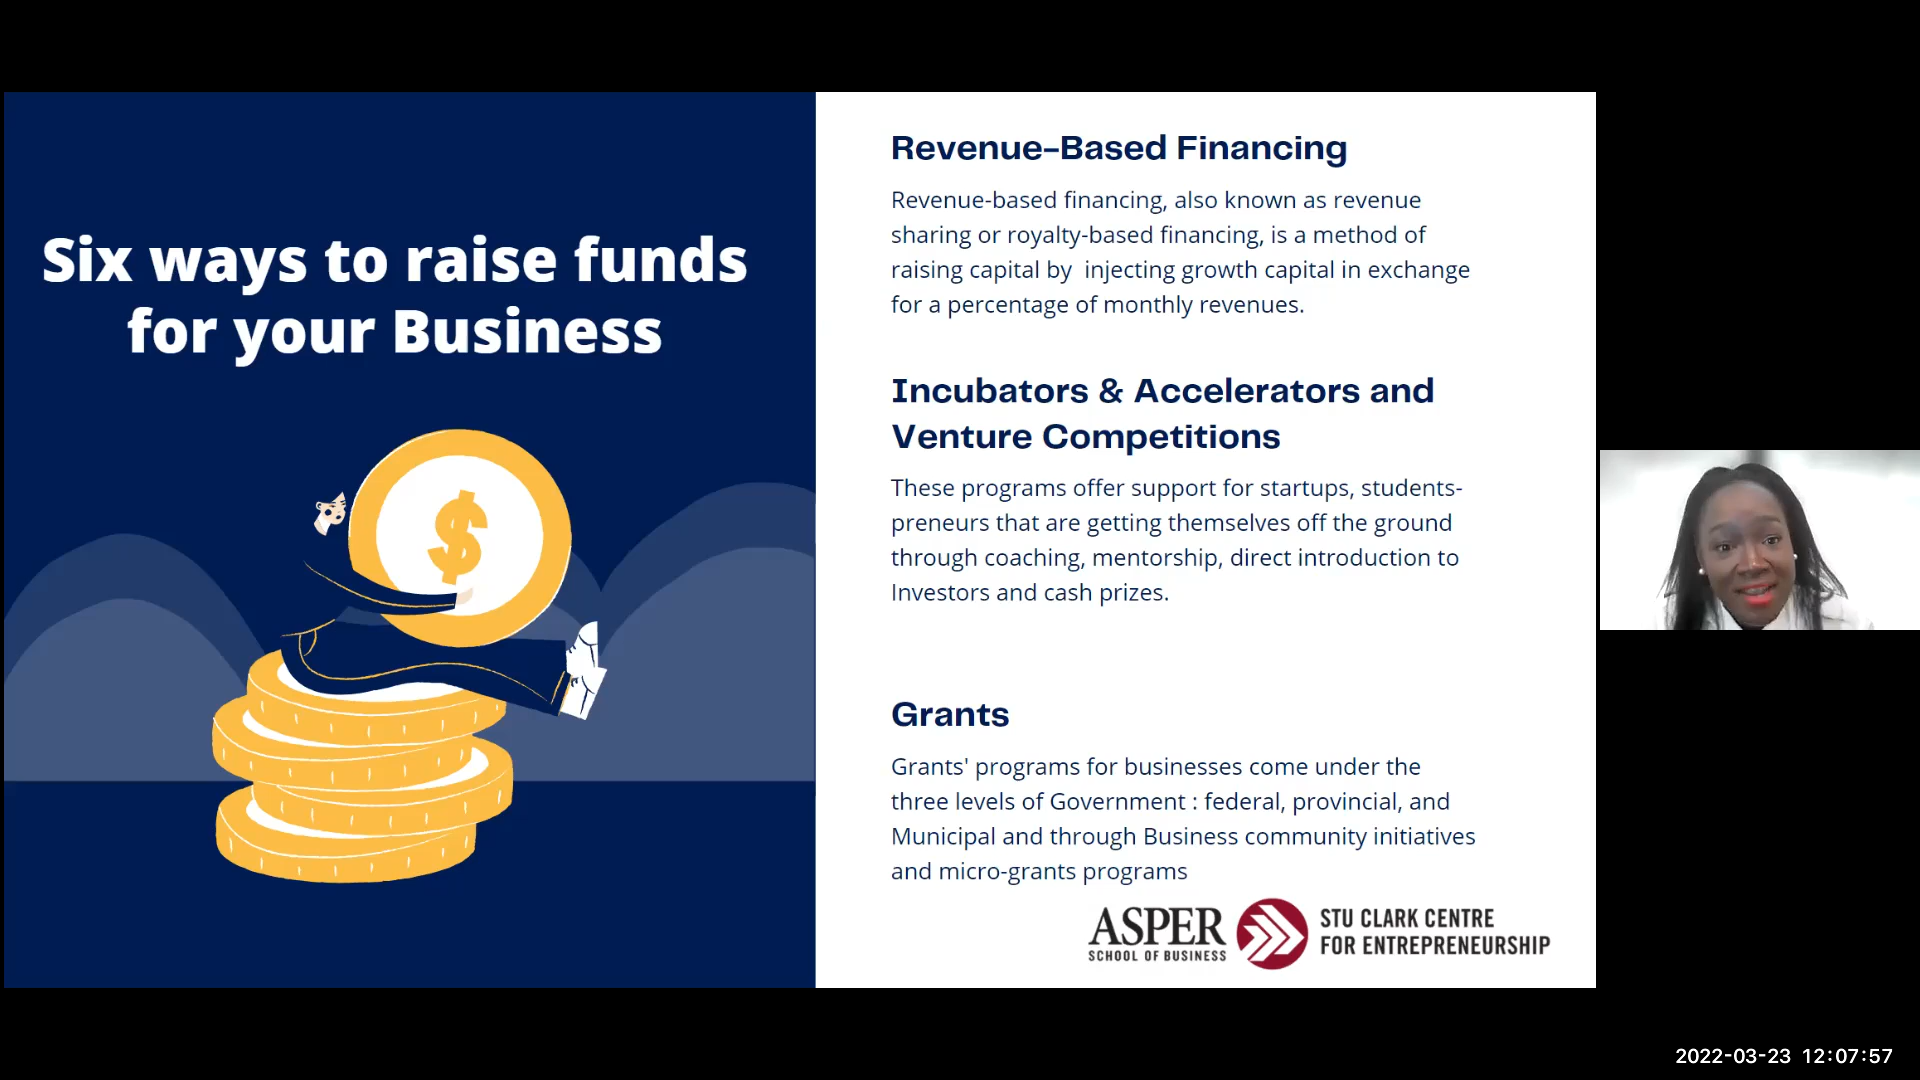 Six ways to raise funds
for your Business
Revenue-Based Financing
Revenue-based financing, also known as revenue
sharing or royalty-based financing, is a method of
raising capital by  injecting growth capital in exchange
for a percentage of monthly revenues.
Incubators & Accelerators and
Venture Competitions
These programs offer support for startups, students-
preneurs that are getting themselves off the ground
through coaching, mentorship, direct introduction to
Investors and cash prizes.
Grants
Grants' programs for businesses come under the
three levels of Government : federal, provincial, and
Municipal and through Business community initiatives
and micro-grants programs
ASPER
SCHOOL OF BUSINESS
STU CLARK CENTRE
FOR ENTREPRENEURSHIP
$
2022-03-23 12:07:57